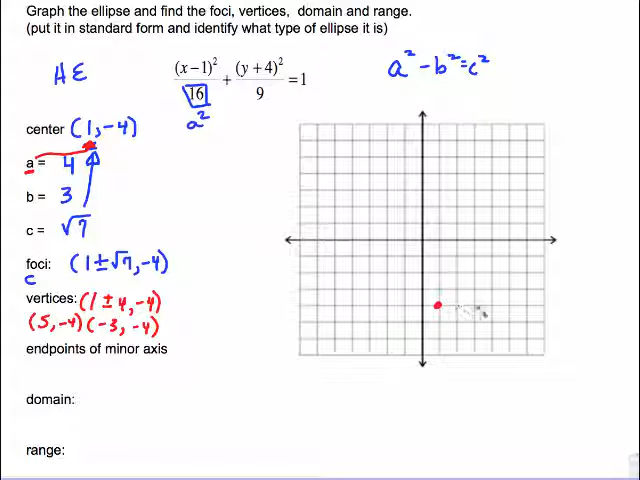 Graph the ellipse and find the foci, vertices, domain and range.
(put it in standard form and identify what type of ellipse it is)
HE
(x−1)²/16 + (y+4)²/9 = 1
a²
a² − b² = c²
center (1, −4)
a = 4
b = 3
c = √7
foci: (1 ± √7, −4)
c
vertices: (1 ± 4, −4)
(5, −4) (−3, −4)
endpoints of minor axis
domain:
range: